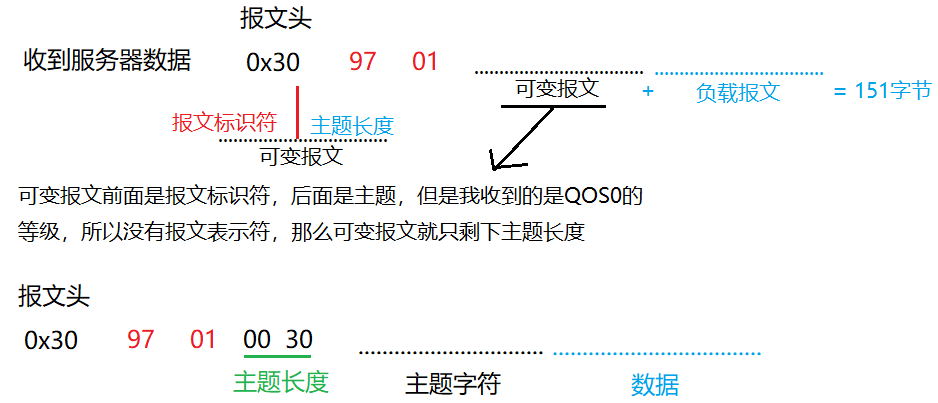 报文头
收到服务器数据 0x30 97 01 可变报文 + 负载报文 = 151字节
报文标识符 主题长度
可变报文
可变报文前面是报文标识符，后面是主题，但是我收到的是QOS0的
等级，所以没有报文表示符，那么可变报文就只剩下主题长度
报文头
0x30 97 01 00 30
主题长度 主题字符 数据